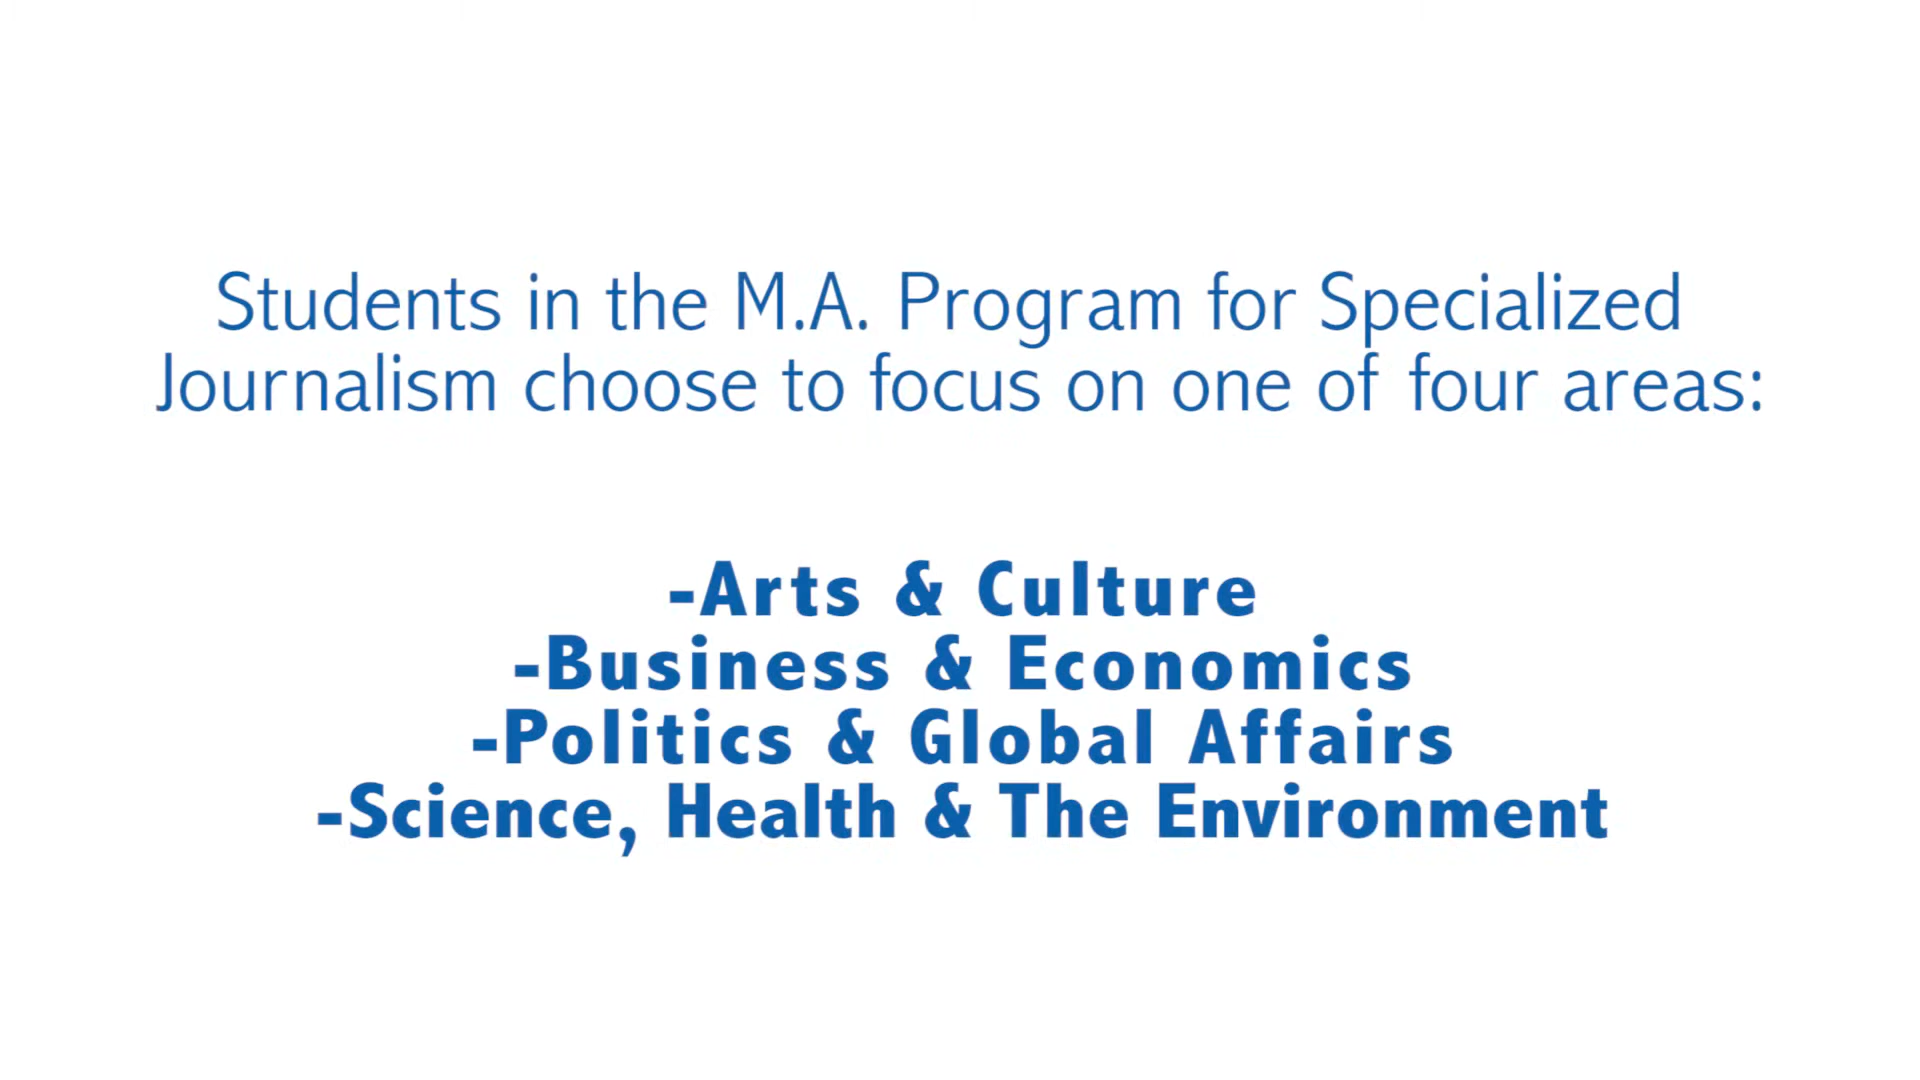 Students in the M.A. Program for Specialized
Journalism choose to focus on one of four areas:
-Arts & Culture
-Business & Economics
-Politics & Global Affairs
-Science, Health & The Environment